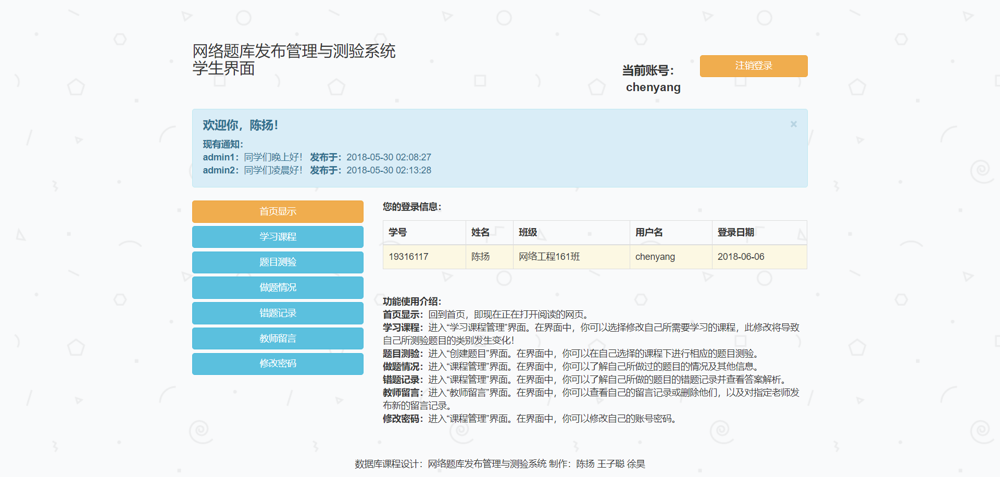 网络题库发布管理与测验系统
学生界面
当前账号：
chenyang
注销登录
欢迎你，陈扬！
×
现有通知：
admin1：同学们晚上好！ 发布于：2018-05-30 02:08:27
admin2：同学们凌晨好！ 发布于：2018-05-30 02:13:28
首页显示
学习课程
题目测验
做题情况
错题记录
教师留言
修改密码
您的登录信息：
学号 姓名 班级 用户名 登录日期
19316117 陈扬 网络工程161班 chenyang 2018-06-06
功能使用介绍：
首页显示：回到首页，即现在正在打开阅读的网页。
学习课程：进入“学习课程管理”界面。在界面中，你可以选择修改自己所需要学习的课程，此修改将导致
自己所测验题目的类别发生变化！
题目测验：进入“创建题目”界面。在界面中，你可以在自己选择的课程下进行相应的题目测验。
做题情况：进入“课程管理”界面。在界面中，你可以了解自己所做过的题目的情况及其他信息。
错题记录：进入“课程管理”界面。在界面中，你可以了解自己所做的题目的错题记录并查看答案解析。
教师留言：进入“教师留言”界面。在界面中，你可以查看自己的留言记录或删除他们，以及对指定老师发
布新的留言记录。
修改密码：进入“课程管理”界面。在界面中，你可以修改自己的账号密码。
数据库课程设计：网络题库发布管理与测验系统 制作：陈扬 王子聪 徐昊